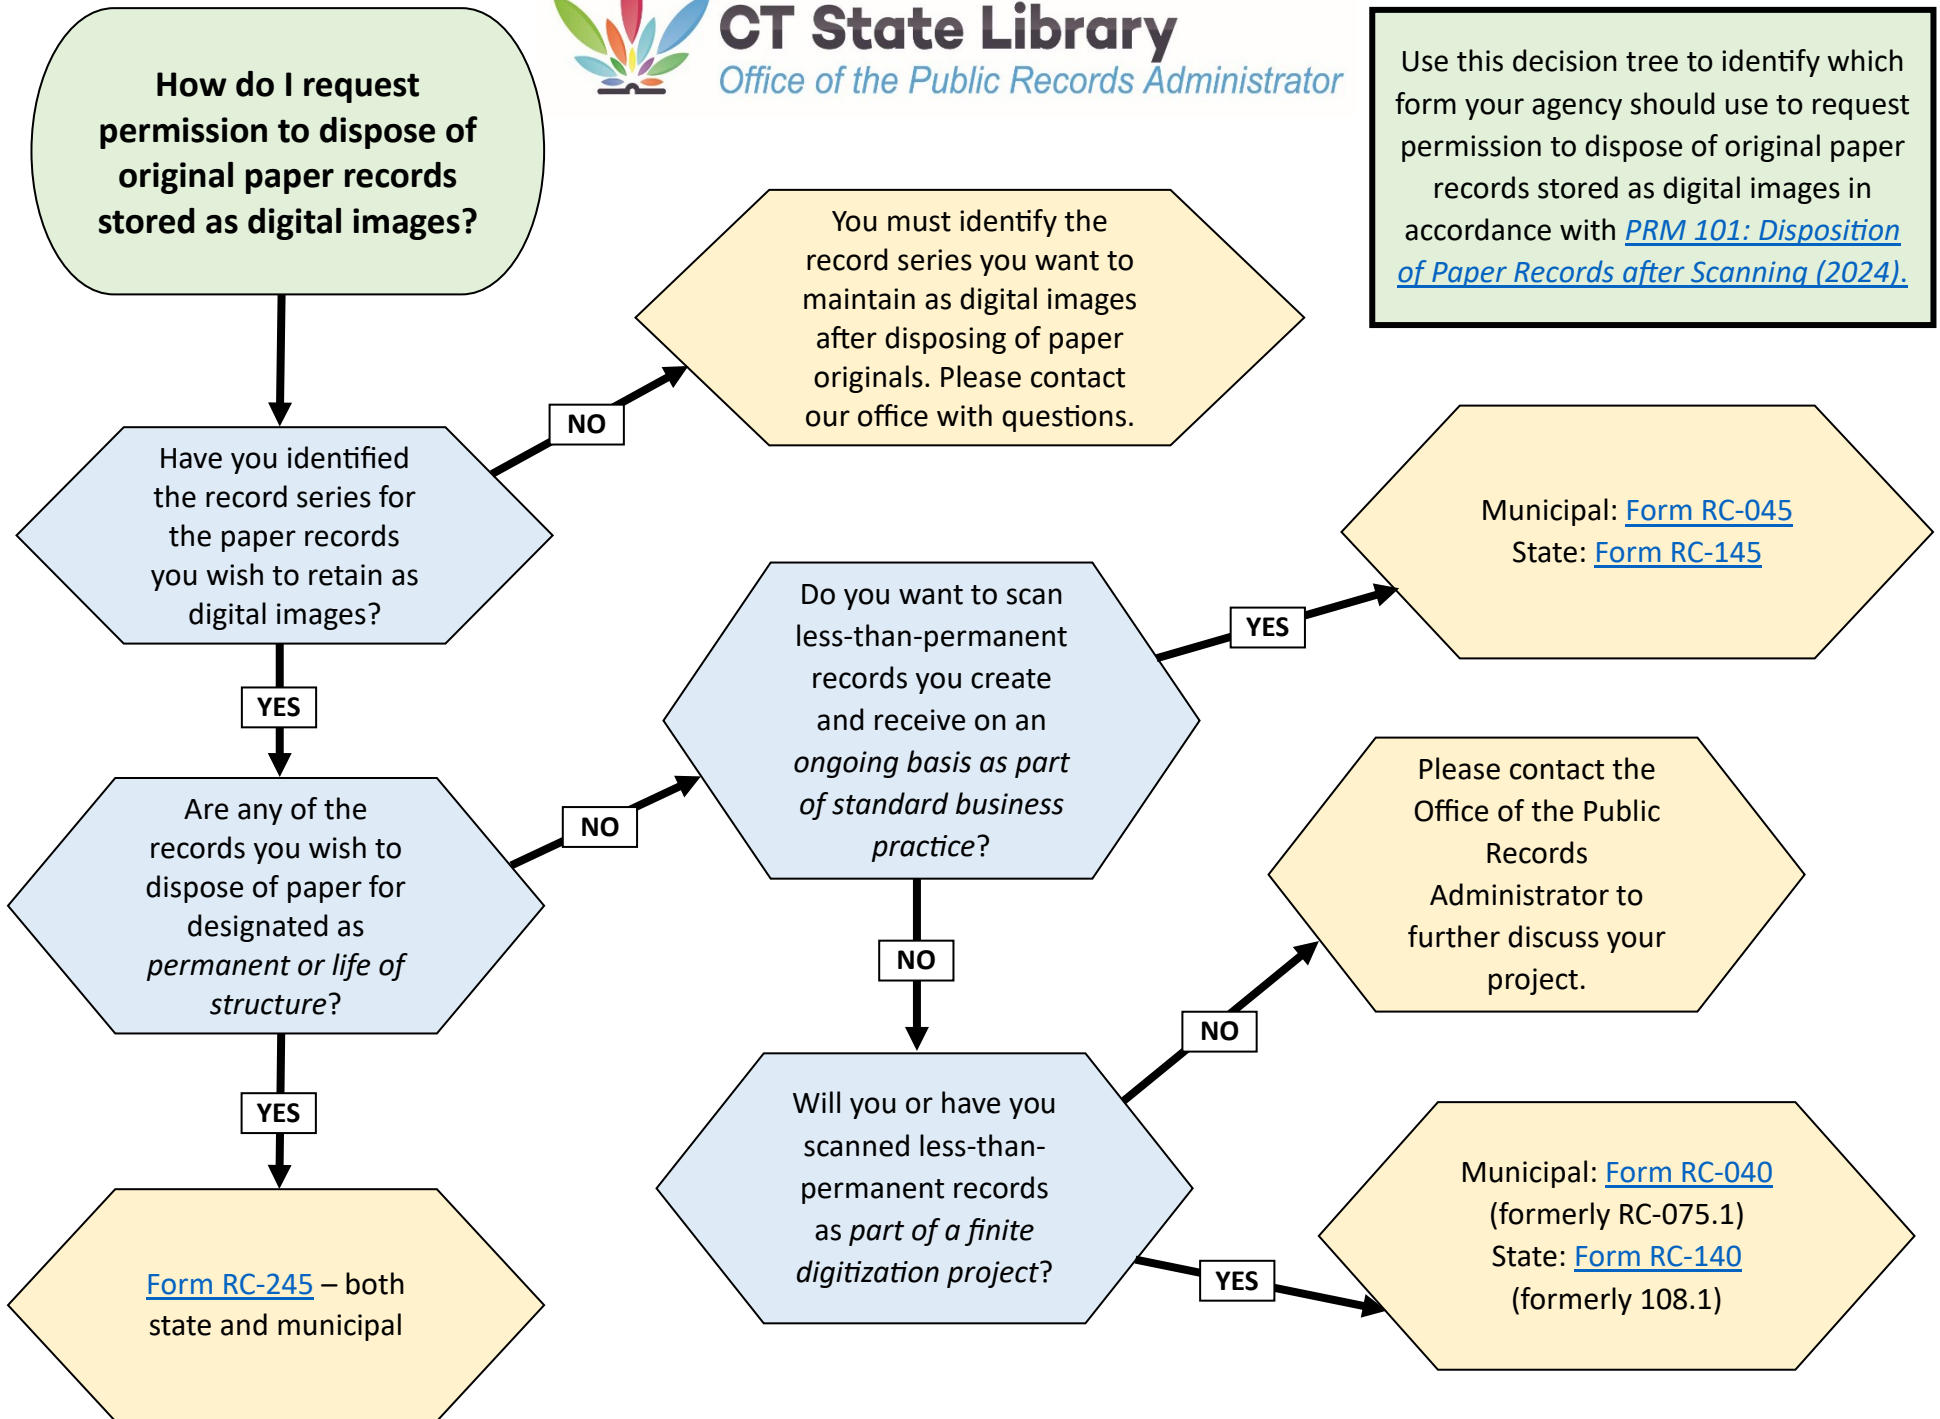 CT State Library
Office of the Public Records Administrator
How do I request
permission to dispose of
original paper records
stored as digital images?
Use this decision tree to identify which
form your agency should use to request
permission to dispose of original paper
records stored as digital images in
accordance with PRM 101: Disposition
of Paper Records after Scanning (2024).
You must identify the
record series you want to
maintain as digital images
after disposing of paper
originals. Please contact
our office with questions.
NO
Have you identified
the record series for
the paper records
you wish to retain as
digital images?
YES
Municipal: Form RC-045
State: Form RC-145
YES
Do you want to scan
less-than-permanent
records you create
and receive on an
ongoing basis as part
of standard business
practice?
NO
Are any of the
records you wish to
dispose of paper for
designated as
permanent or life of
structure?
YES
Form RC-245 – both
state and municipal
NO
Please contact the
Office of the Public
Records
Administrator to
further discuss your
project.
NO
Will you or have you
scanned less-than-
permanent records
as part of a finite
digitization project?
YES
Municipal: Form RC-040
(formerly RC-075.1)
State: Form RC-140
(formerly 108.1)